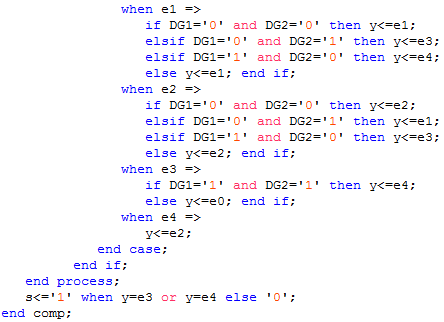 when e1 =>
if DG1='0' and DG2='0' then y<=e1;
elsif DG1='0' and DG2='1' then y<=e3;
elsif DG1='1' and DG2='0' then y<=e4;
else y<=e1; end if;
when e2 =>
if DG1='0' and DG2='0' then y<=e2;
elsif DG1='0' and DG2='1' then y<=e1;
elsif DG1='1' and DG2='0' then y<=e3;
else y<=e2; end if;
when e3 =>
if DG1='1' and DG2='1' then y<=e4;
else y<=e0; end if;
when e4 =>
y<=e2;
end case;
end if;
end process;
s<='1' when y=e3 or y=e4 else '0';
end comp;